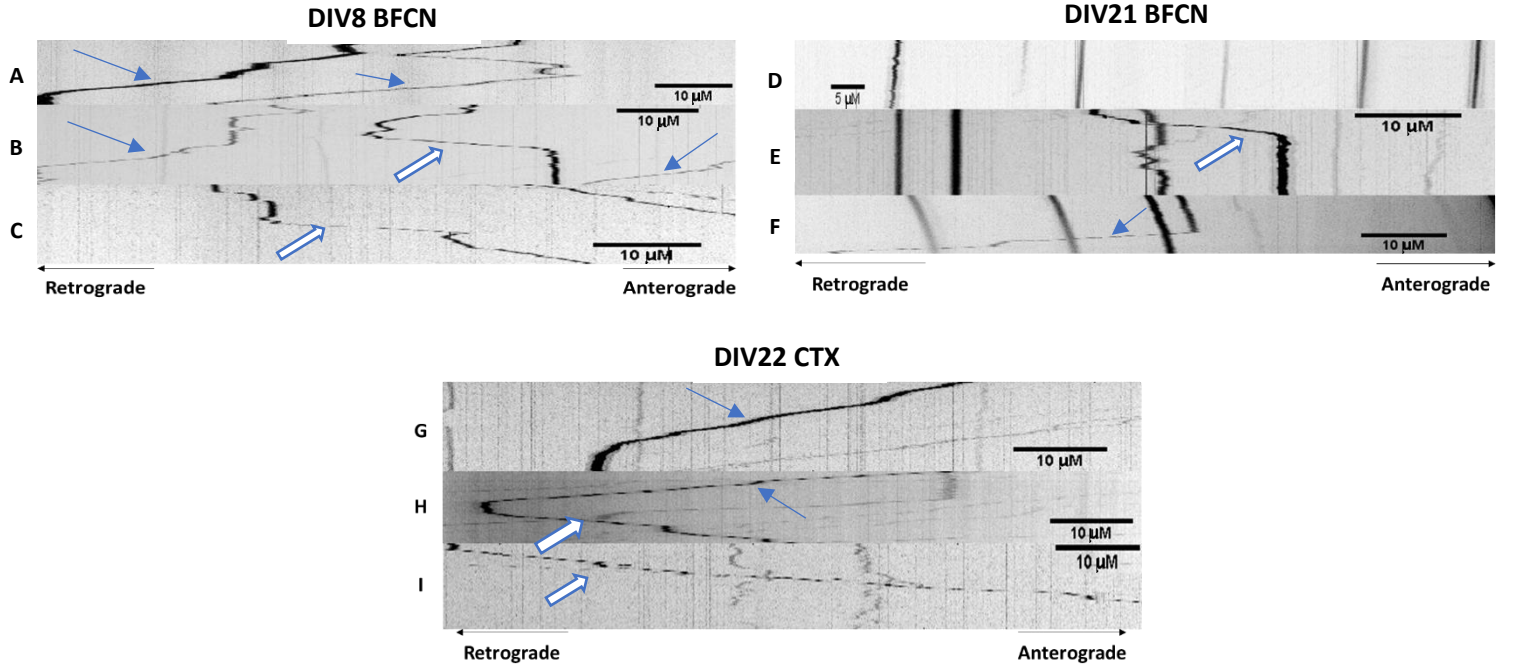 DIV8 BFCN
A
10 µM
10 µM
B
C
10 µM
Retrograde
Anterograde
DIV21 BFCN
D
5 µM
10 µM
E
F
10 µM
Retrograde
Anterograde
DIV22 CTX
G
10 µM
H
10 µM
10 µM
I
Retrograde
Anterograde